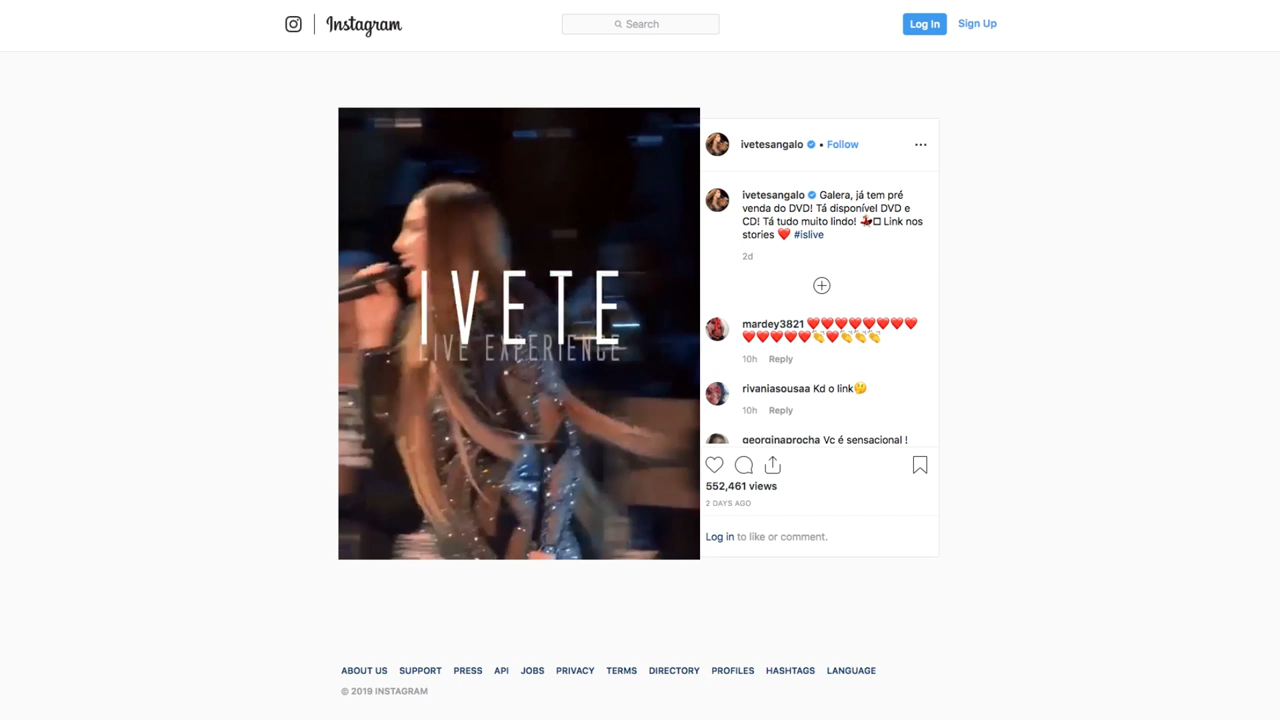 Instagram
Search
Log In
Sign Up
IVETE
LIVE EXPERIENCE
ivetesangalo • Follow
ivetesangalo Galera, já tem pré
venda do DVD! Tá disponível DVD e
CD! Tá tudo muito lindo! 💃🏻□ Link nos
stories ❤️ #islive
2d
mardey3821 ❤️❤️❤️❤️❤️❤️❤️❤️
❤️❤️❤️❤️❤️👏❤️👏👏👏
10h Reply
rivaniasousaa Kd o link🤔
10h Reply
georginaprocha Vc é sensacional !
552,461 views
2 DAYS AGO
Log in to like or comment.
ABOUT US SUPPORT PRESS API JOBS PRIVACY TERMS DIRECTORY PROFILES HASHTAGS LANGUAGE
© 2019 INSTAGRAM